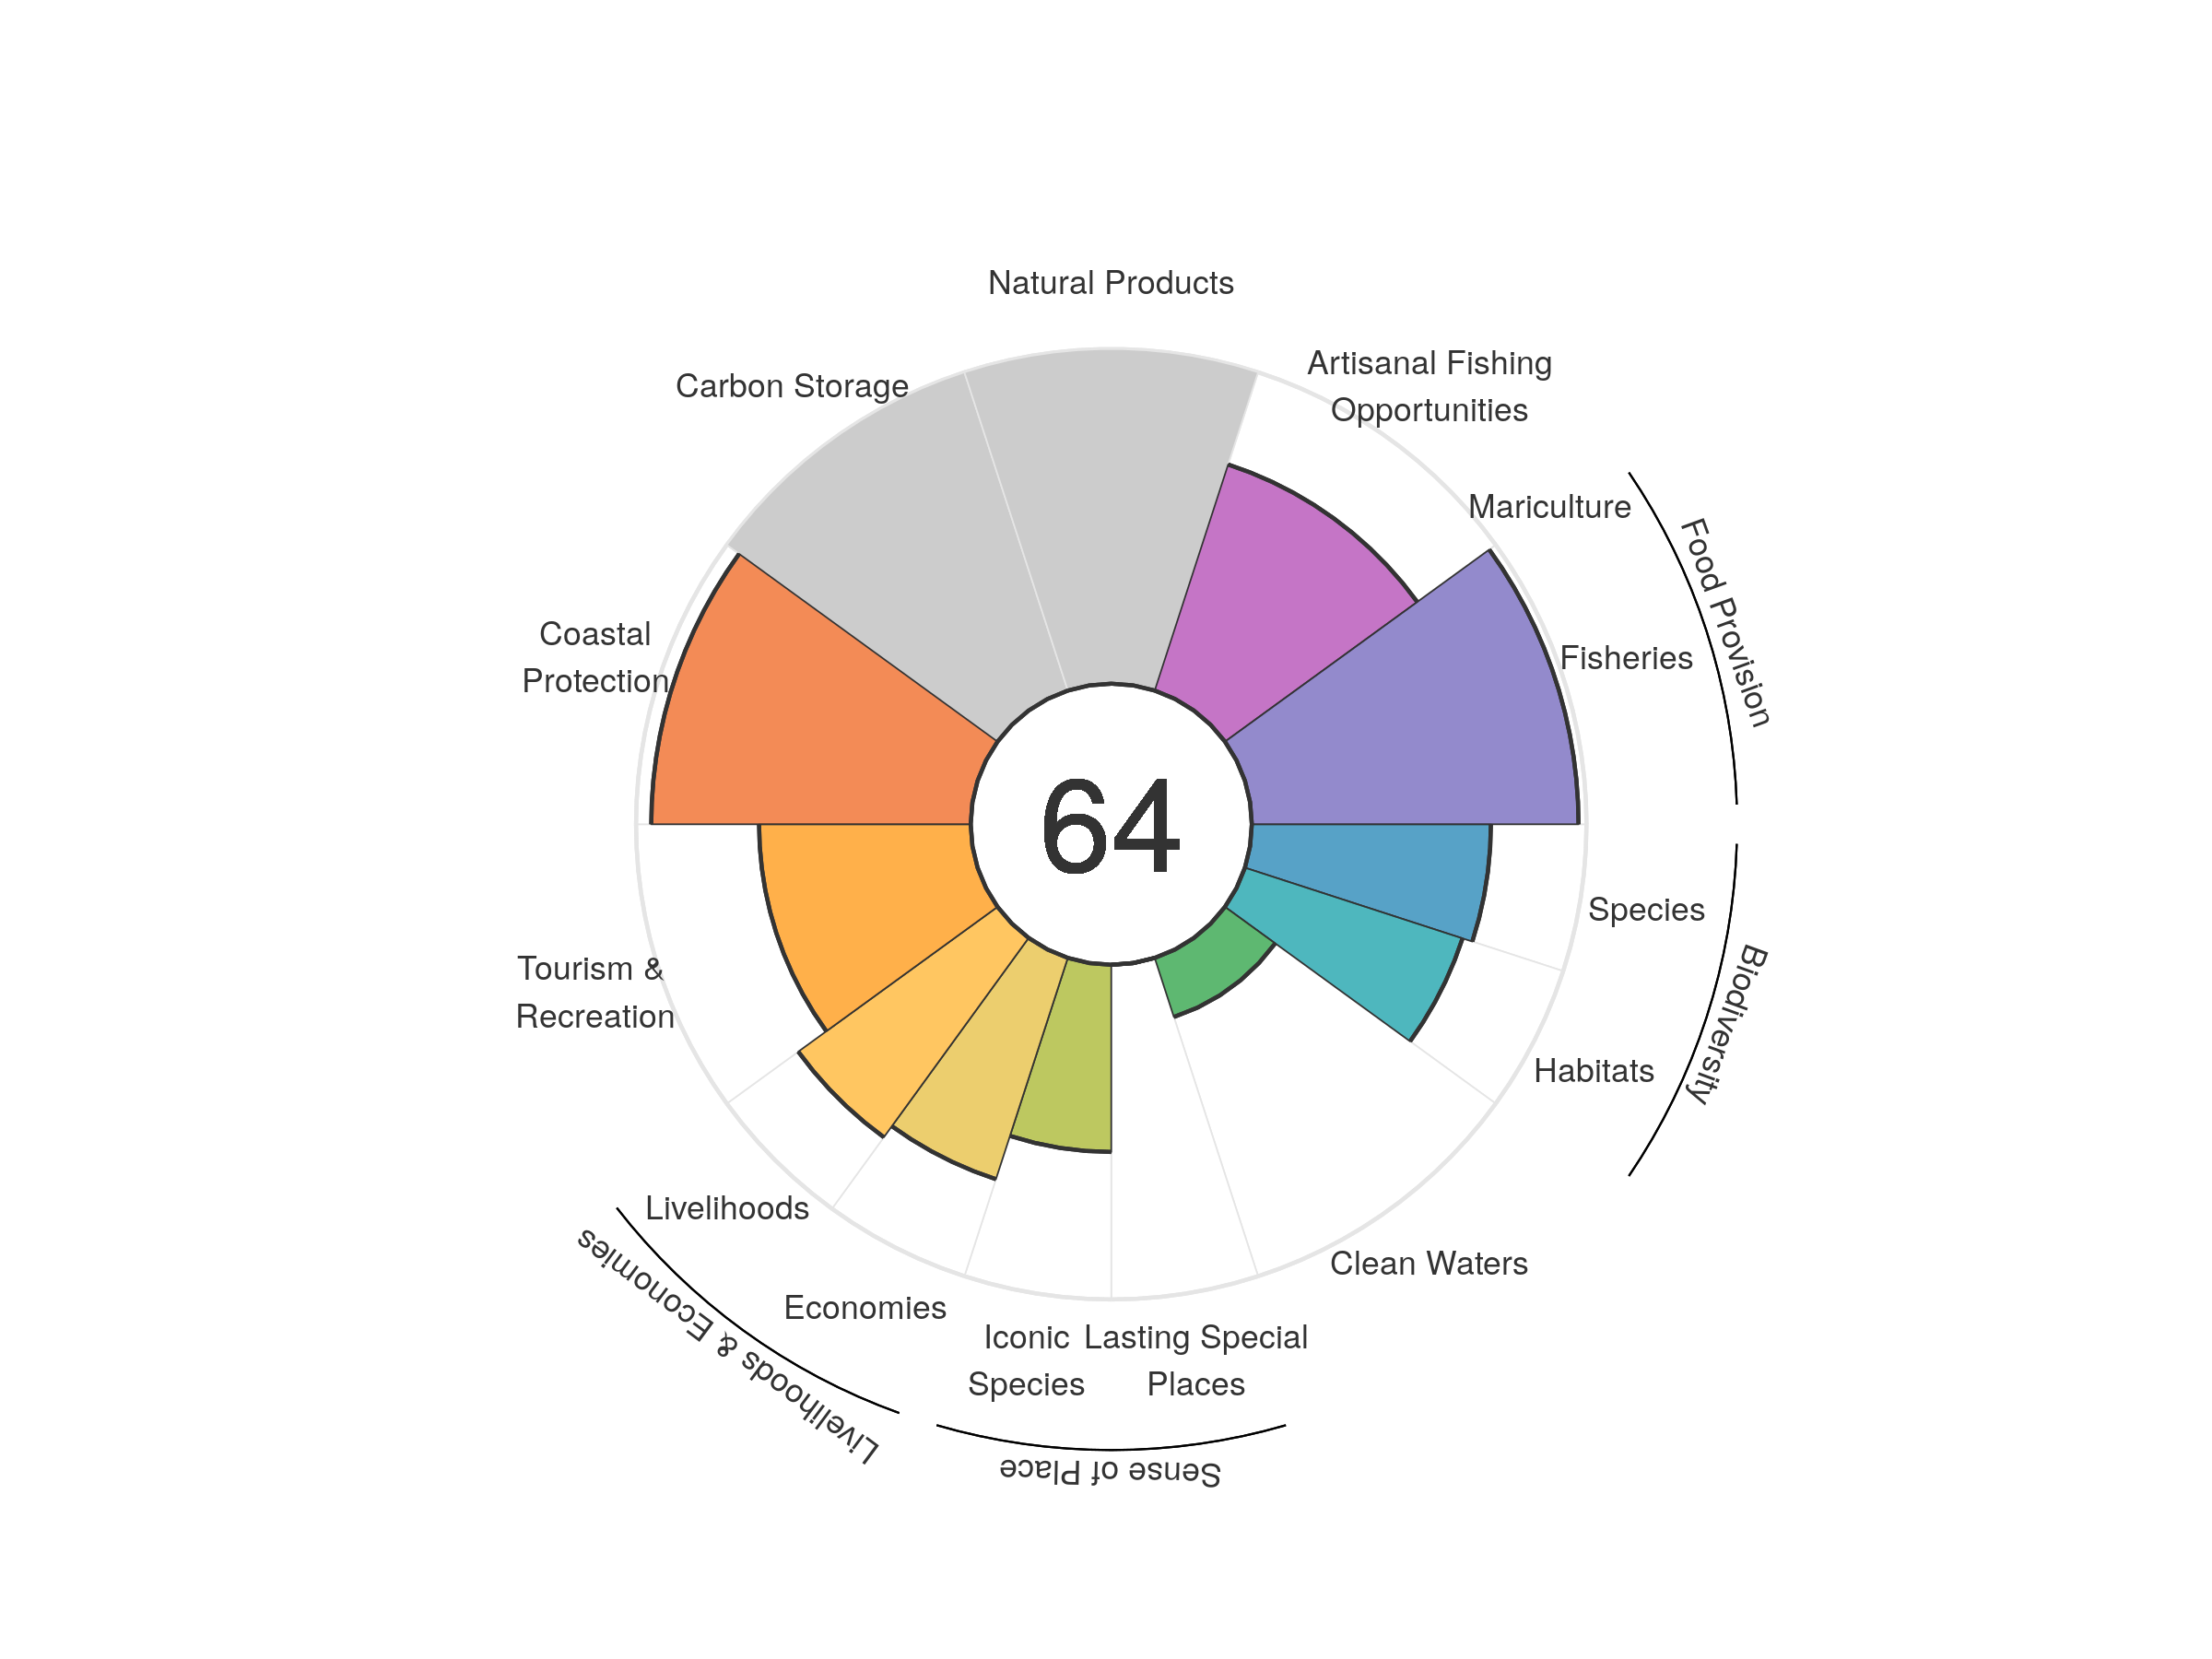 Natural Products
Artisanal Fishing
Opportunities
Carbon Storage
Mariculture
Food Provision
Fisheries
Coastal
Protection
64
Species
Biodiversity
Tourism &
Recreation
Habitats
Livelihoods
Clean Waters
Economies
Livelihoods & Economies
Iconic
Species
Lasting Special
Places
Sense of Place